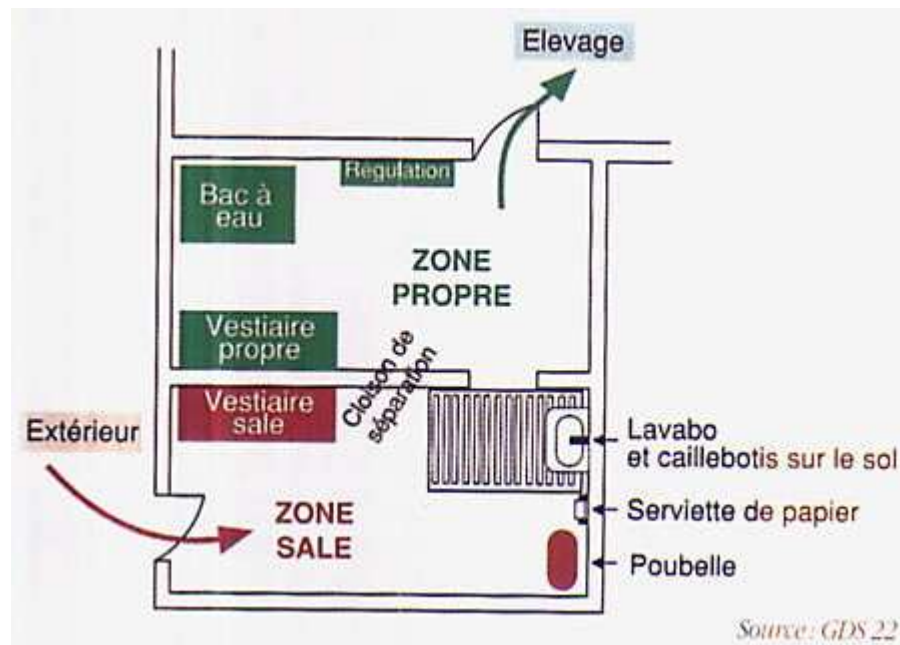 Elevage
Régulation
Bac à
eau
ZONE
PROPRE
Vestiaire
propre
Cloison de
séparation
Vestiaire
sale
Extérieur
Lavabo
et caillebotis sur le sol
ZONE
SALE
Serviette de papier
Poubelle
Source : GDS 22